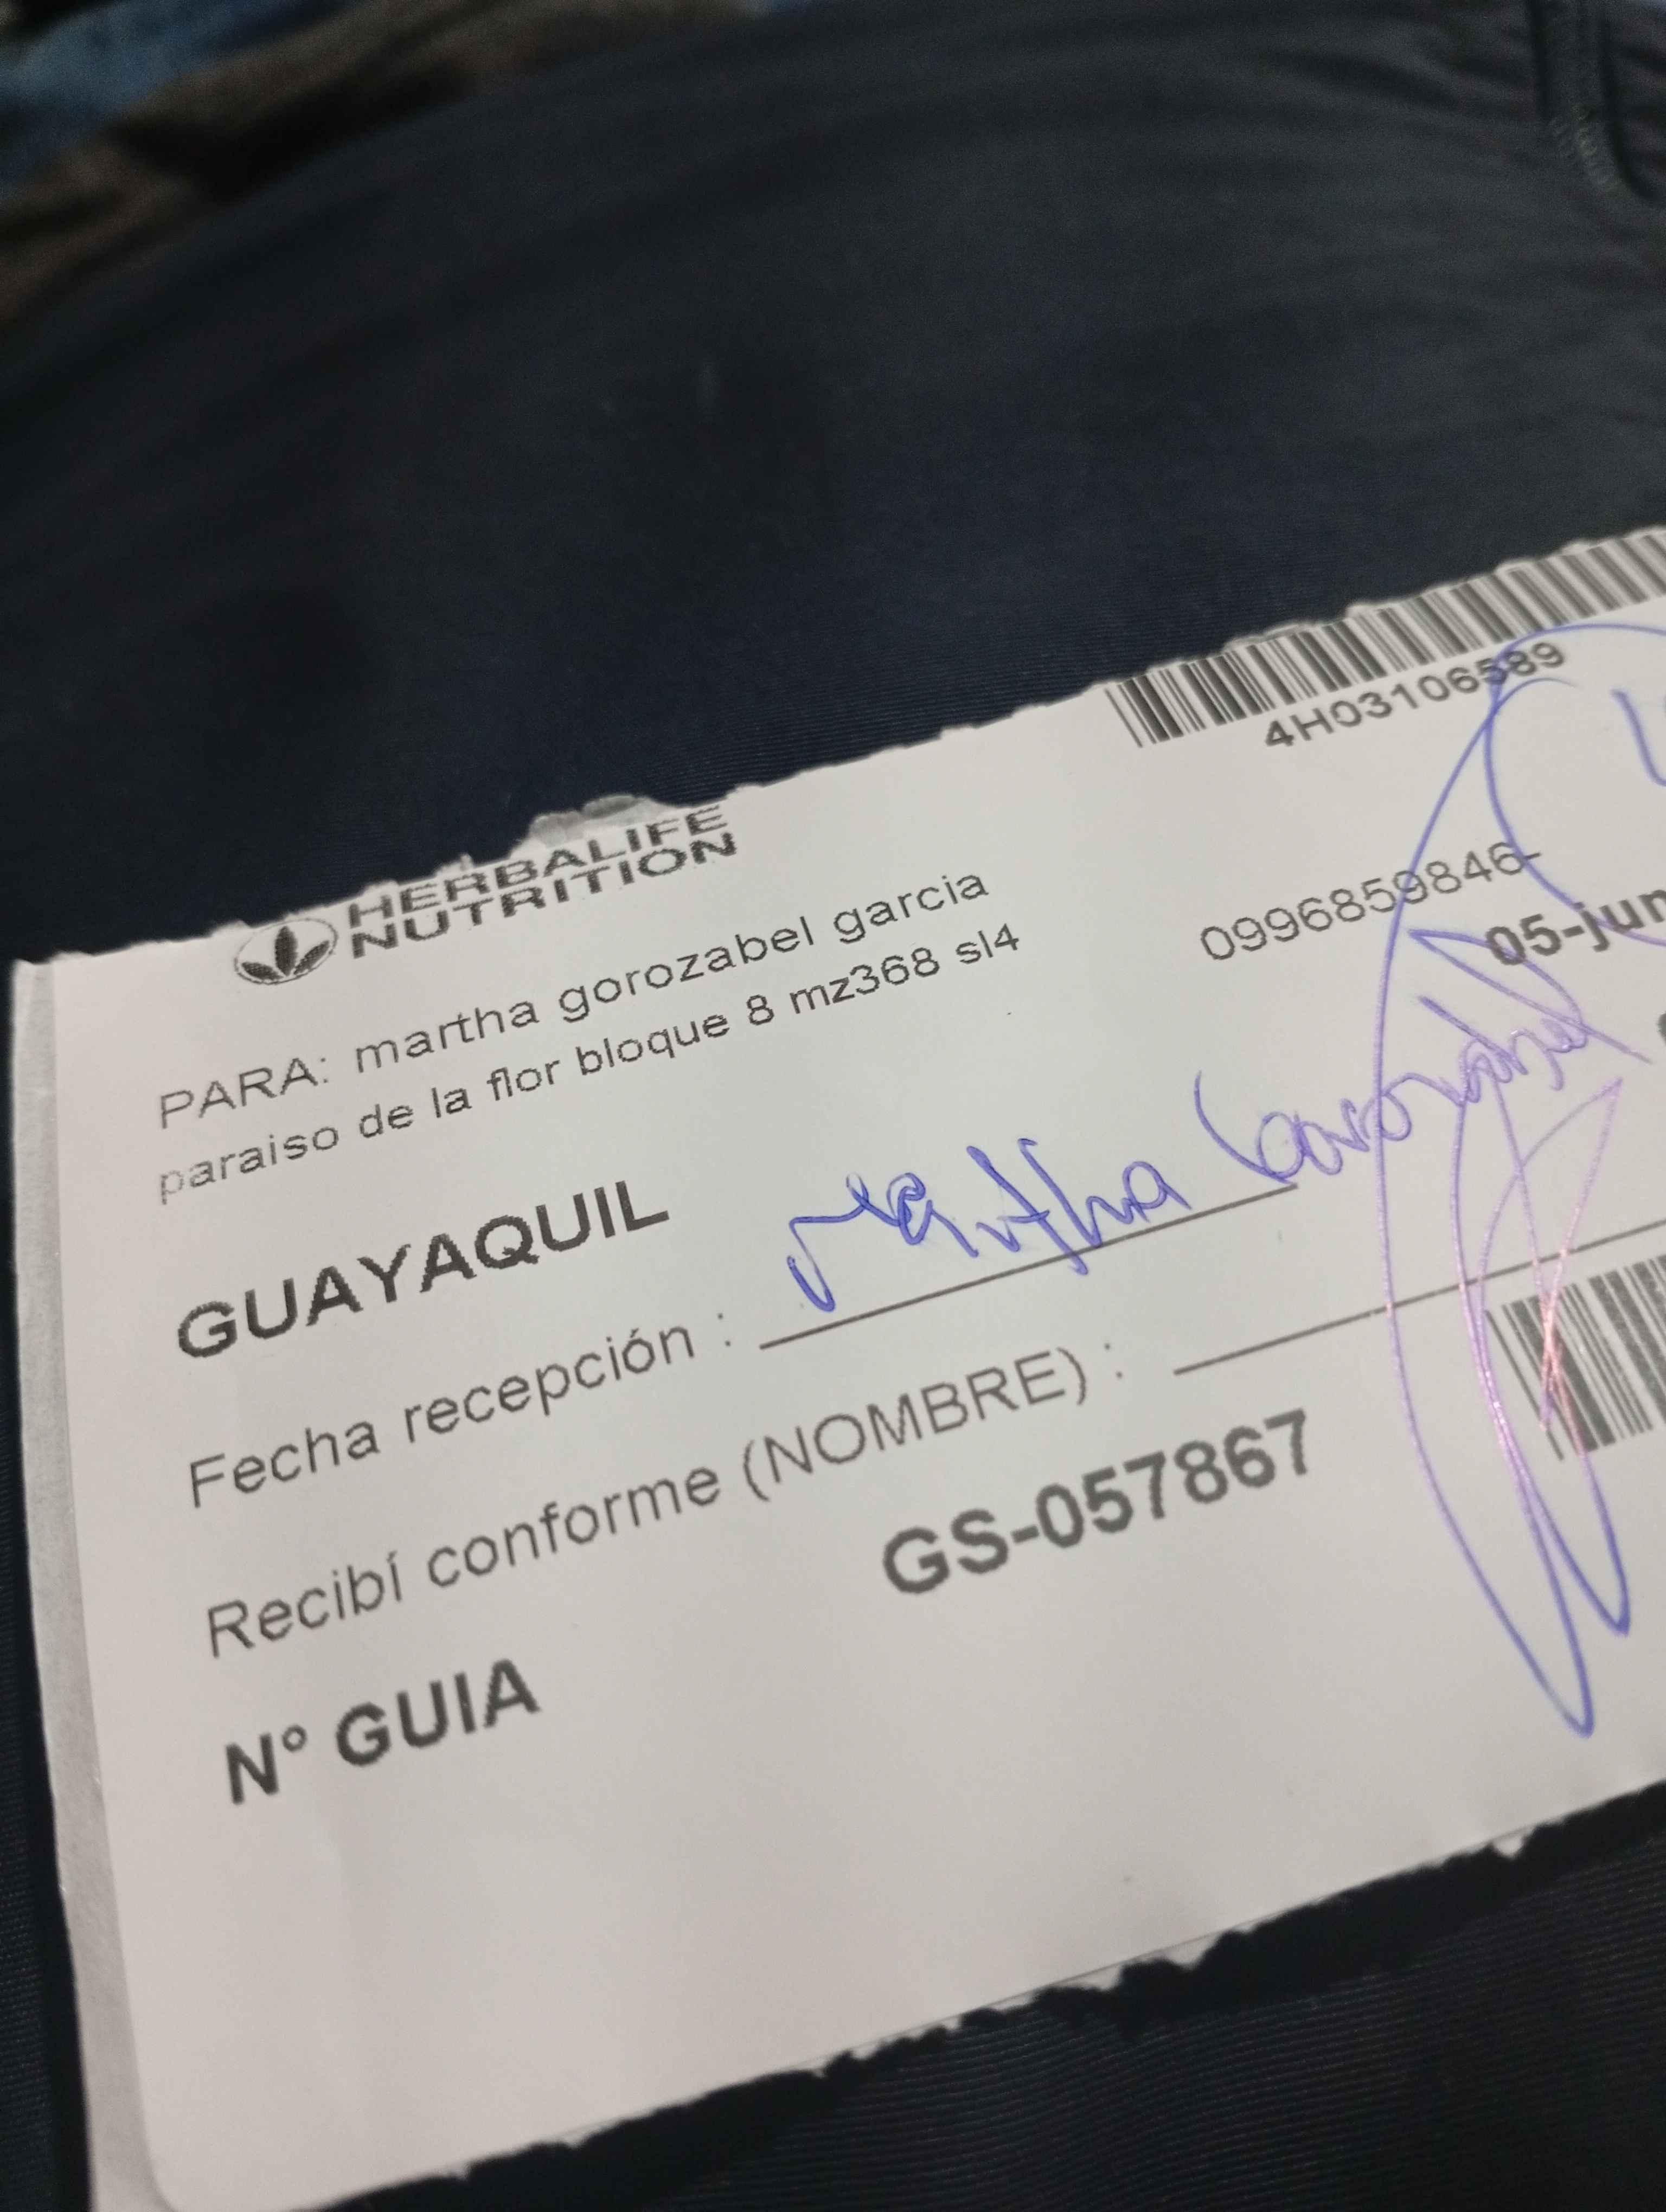 4H03106589
HERBALIFE
NUTRITION
PARA: martha gorozabel garcia
0996859846-
paraiso de la flor bloque 8 mz368 sl4
05-jun
GUAYAQUIL
Fecha recepción : Martha Gorozabel
Recibí conforme (NOMBRE) :
N° GUIA GS-057867